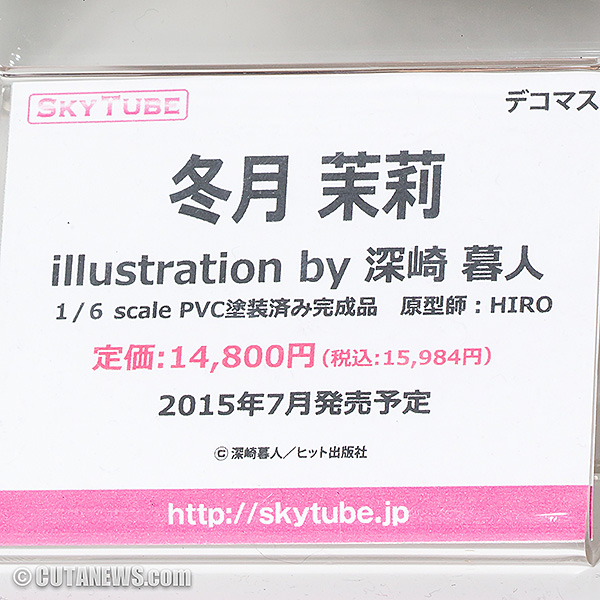 SKYTUBE
デコマス
冬月 茉莉
illustration by 深崎 暮人
1/6 scale PVC塗装済み完成品　原型師：HIRO
定価:14,800円(税込:15,984円)
2015年7月発売予定
©深崎暮人／ヒット出版社
http://skytube.jp
© CUTANEWS.com